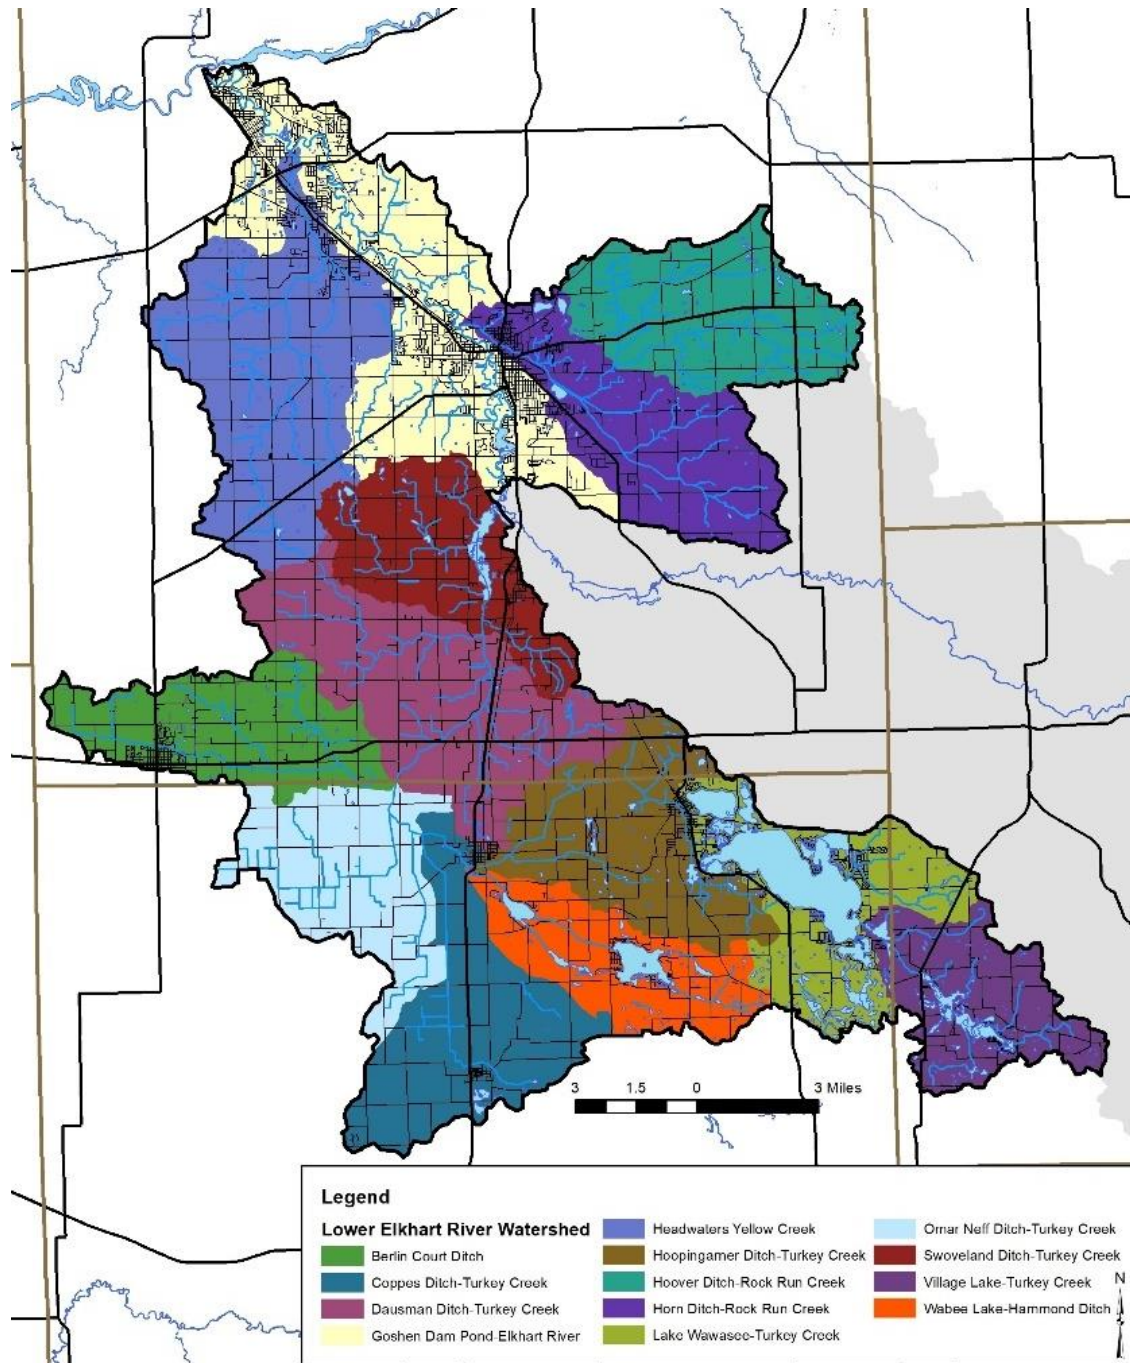 3 1.5 0 3 Miles
Legend
Lower Elkhart River Watershed
Berlin Court Ditch
Coppes Ditch-Turkey Creek
Dausman Ditch-Turkey Creek
Goshen Dam Pond-Elkhart River
Headwaters Yellow Creek
Hoopingarner Ditch-Turkey Creek
Hoover Ditch-Rock Run Creek
Horn Ditch-Rock Run Creek
Lake Wawasee-Turkey Creek
Omar Neff Ditch-Turkey Creek
Swoveland Ditch-Turkey Creek
Village Lake-Turkey Creek
Wabee Lake-Hammond Ditch
N